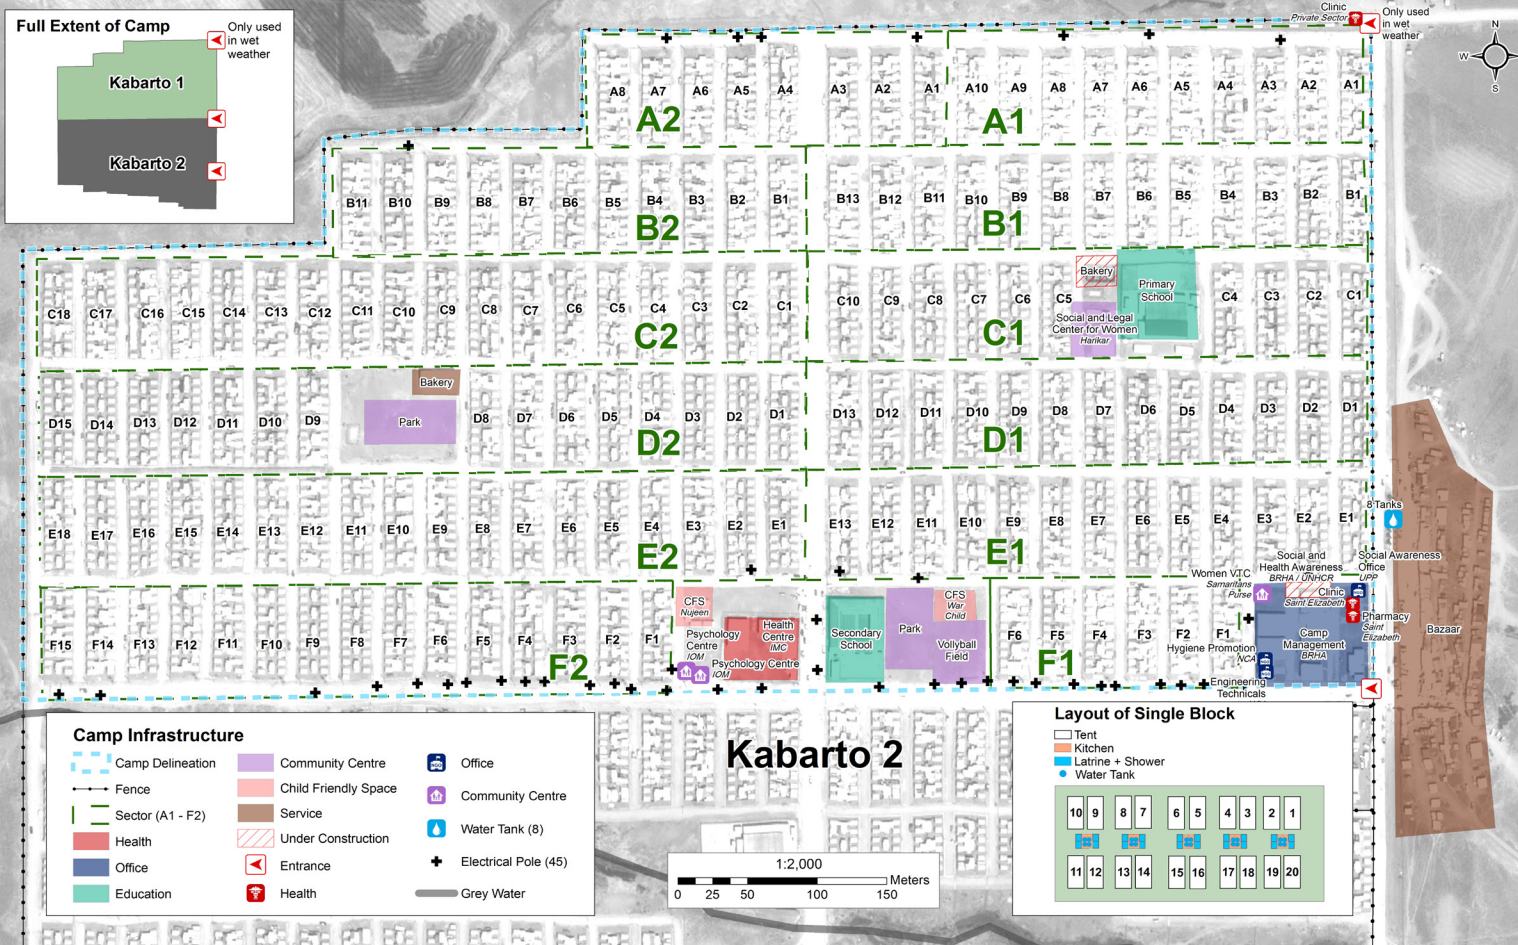 Full Extent of Camp
Only used
in wet
weather
Kabarto 1
Kabarto 2
Clinic
Private Sector
Only used
in wet
weather
N
W
S
A8 A7 A6 A5 A4 A3 A2 A1 A10 A9 A8 A7 A6 A5 A4 A3 A2 A1
A2 A1
B11 B10 B9 B8 B7 B6 B5 B4 B3 B2 B1 B13 B12 B11 B10 B9 B8 B7 B6 B5 B4 B3 B2 B1
B2 B1
Bakery
Primary
School
C18 C17 C16 C15 C14 C13 C12 C11 C10 C9 C8 C7 C6 C5 C4 C3 C2 C1 C10 C9 C8 C7 C6 C5 C4 C3 C2 C1
C2 C1
Social and Legal
Center for Women
Harikar
Bakery
Park
D15 D14 D13 D12 D11 D10 D9 D8 D7 D6 D5 D4 D3 D2 D1 D13 D12 D11 D10 D9 D8 D7 D6 D5 D4 D3 D2 D1
D2 D1
8 Tanks
E18 E17 E16 E15 E14 E13 E12 E11 E10 E9 E8 E7 E6 E5 E4 E3 E2 E1 E13 E12 E11 E10 E9 E8 E7 E6 E5 E4 E3 E2 E1
E2 E1
Social and
Health Awareness
BRHA / UNHCR
Social Awareness
Office
UPP
Women VTC
Samaritans
Purse
Clinic
Saint Elizabeth
Pharmacy
Saint
Elizabeth
CFS
Nujeen
Health
Centre
IMC
Psychology
Centre
IOM
Psychology Centre
IOM
Secondary
School
Park
CFS
War
Child
Vollyball
Field
Camp
Management
BRHA
Bazaar
F15 F14 F13 F12 F11 F10 F9 F8 F7 F6 F5 F4 F3 F2 F1 F6 F5 F4 F3 F2 F1
F2 F1
Hygiene Promotion
NCA
Engineering
Technicals
Kabarto 2
Camp Infrastructure
Camp Delineation
Fence
Sector (A1 - F2)
Health
Office
Education
Community Centre
Child Friendly Space
Service
Under Construction
Entrance
Health
NGO
Office
Community Centre
Water Tank (8)
Electrical Pole (45)
Grey Water
1:2,000
Meters
0 25 50 100 150
Layout of Single Block
Tent
Kitchen
Latrine + Shower
Water Tank
10 9 8 7 6 5 4 3 2 1
11 12 13 14 15 16 17 18 19 20